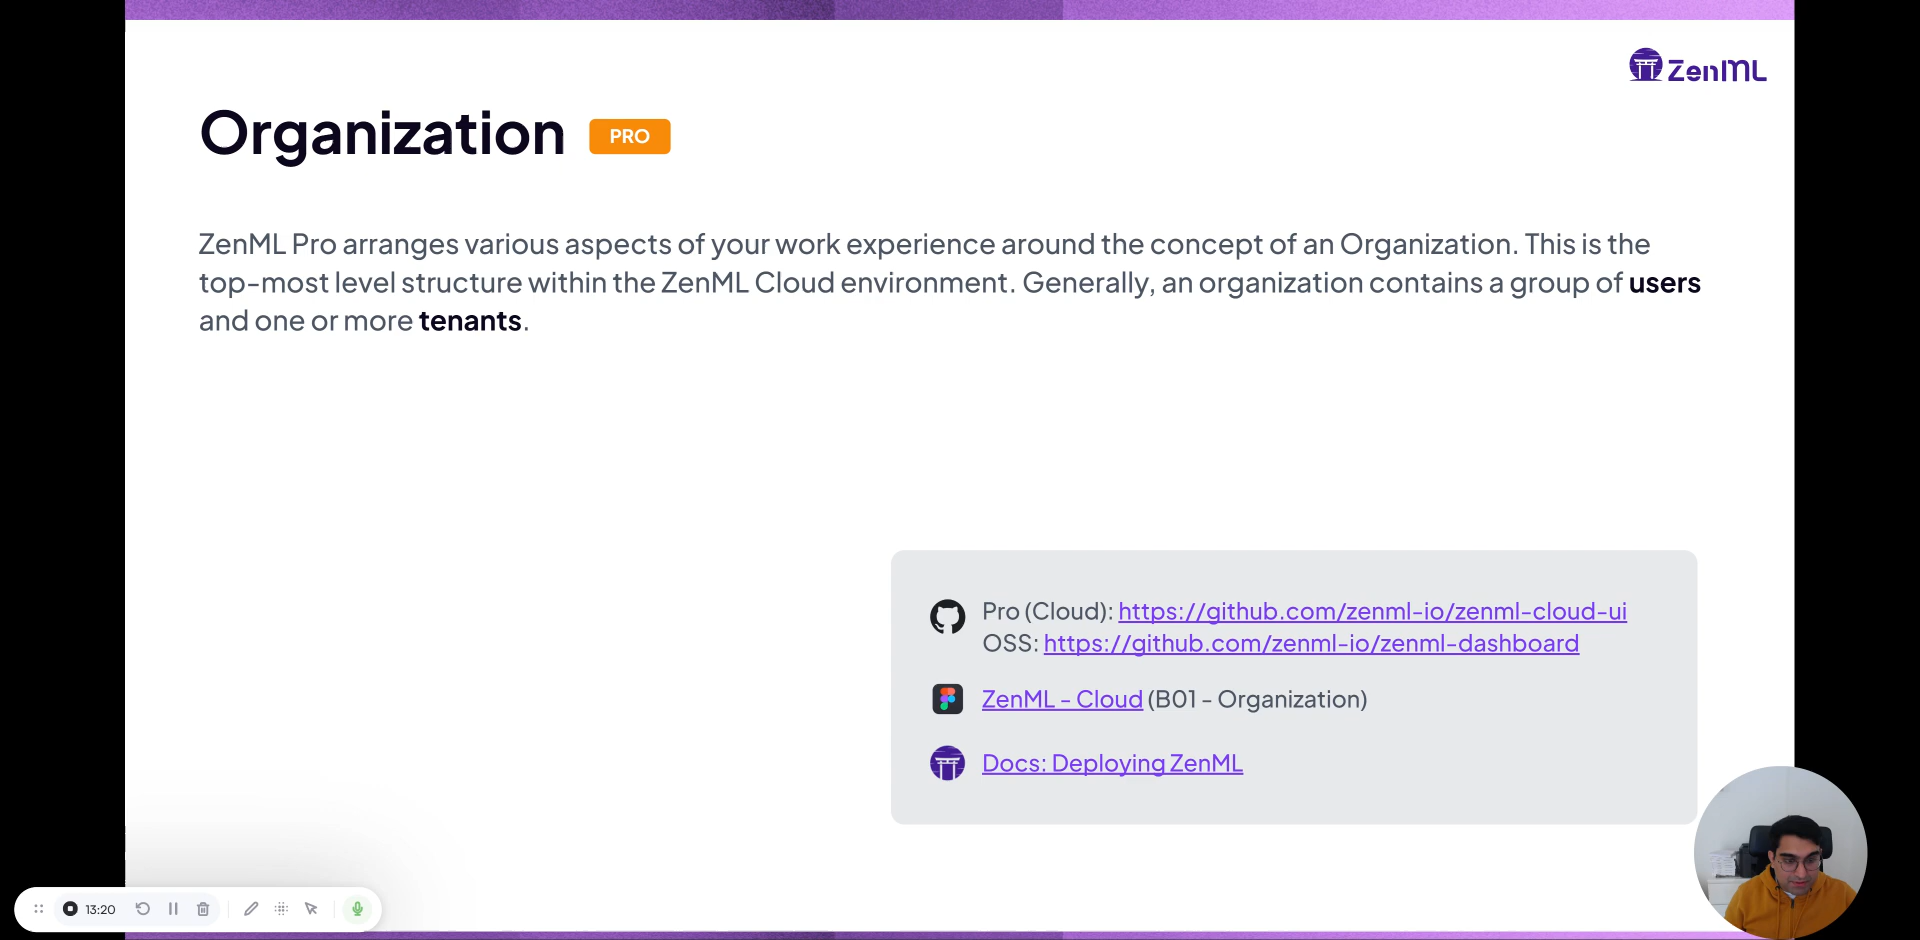 ZenML
Organization PRO
ZenML Pro arranges various aspects of your work experience around the concept of an Organization. This is the
top-most level structure within the ZenML Cloud environment. Generally, an organization contains a group of users
and one or more tenants.
Pro (Cloud): https://github.com/zenml-io/zenml-cloud-ui
OSS: https://github.com/zenml-io/zenml-dashboard
ZenML - Cloud (B01 - Organization)
Docs: Deploying ZenML
13:20